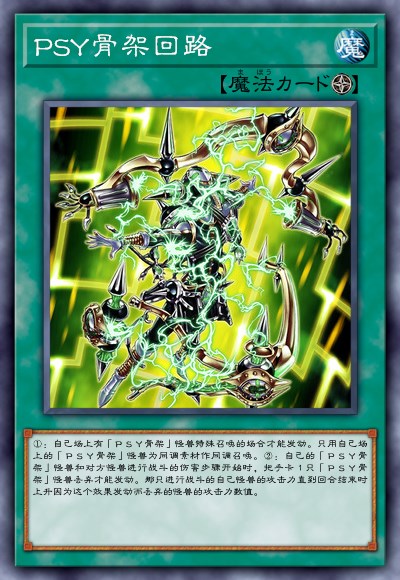 PSY骨架回路
魔
【魔法カード】
まほう
①：自己场上有「ＰＳＹ骨架」怪兽特殊召唤的场合才能发动。只用自己场
上的「ＰＳＹ骨架」怪兽为同调素材作同调召唤。②：自己的「ＰＳＹ骨
架」怪兽和对方怪兽进行战斗的伤害步骤开始时，把手卡１只「ＰＳＹ骨
架」怪兽丢弃才能发动。那只进行战斗的自己怪兽的攻击力直到回合结束时
上升因为这个效果发动而丢弃的怪兽的攻击力数值。